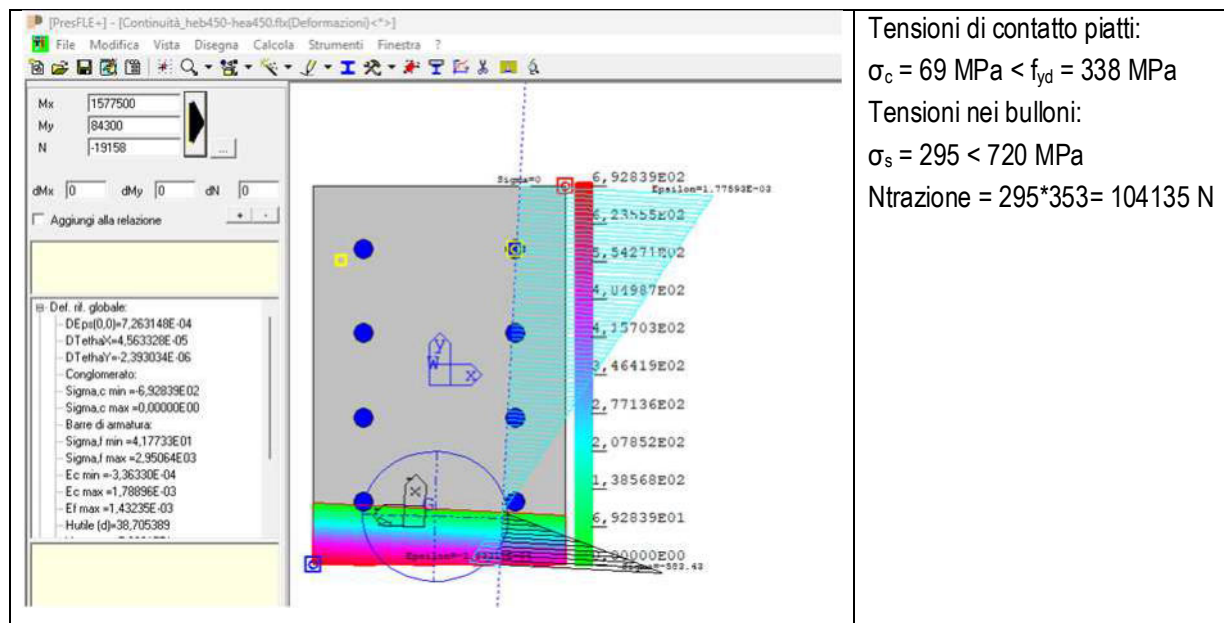 [PresFLE+] - [Continuità_heb450-hea450.flx(Deformazioni)<*>]
File Modifica Vista Disegna Calcola Strumenti Finestra ?
Mx 1577500
My 84300
N -19158
...
dMx 0 dMy 0 dN 0
Aggiungi alla relazione + -
Def. rif. globale:
DEps(0,0)=7,263148E-04
DTethaX=4,563328E-05
DTethaY=-2,393034E-06
Conglomerato:
Sigma,c min =-6,92839E02
Sigma,c max =0,00000E00
Barre di armatura:
Sigma,f min =4,17733E01
Sigma,f max =2,95064E03
Ec min =-3,36330E-04
Ec max =1,78896E-03
Ef max =1,43235E-03
Hutile (d)=38,705389
Sigma=0
Epsilon=1.77593E-03
6,92839E02
6,23555E02
5,54271E02
4,84987E02
4,15703E02
3,46419E02
2,77136E02
2,07852E02
1,38568E02
6,92839E01
0,00000E00
y
W
x
x
G
Tensioni di contatto piatti:
σc = 69 MPa < fyd = 338 MPa
Tensioni nei bulloni:
σs = 295 < 720 MPa
Ntrazione = 295*353= 104135 N